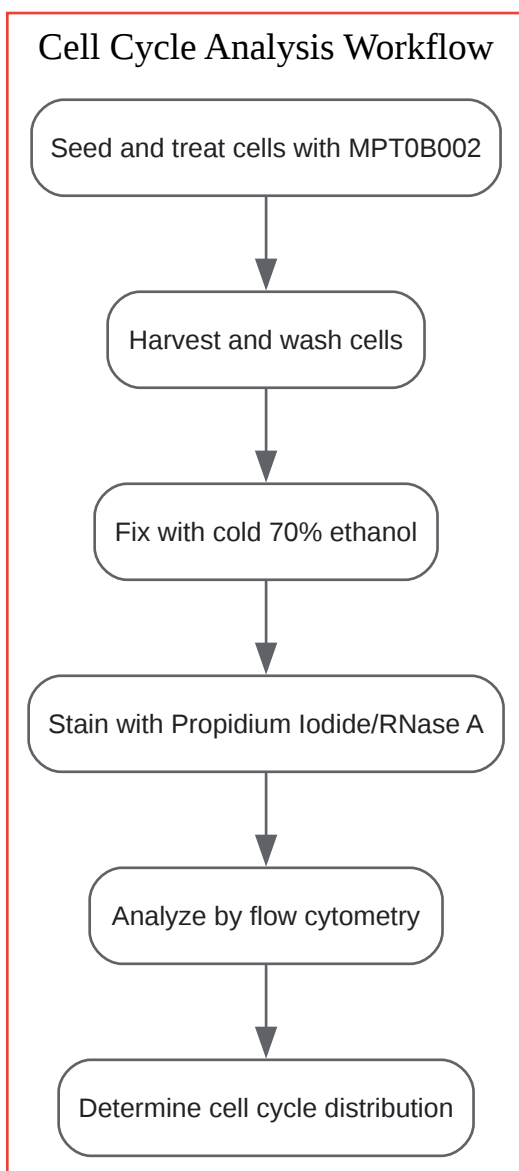 Cell Cycle Analysis Workflow
Seed and treat cells with MPT0B002
Harvest and wash cells
Fix with cold 70% ethanol
Stain with Propidium Iodide/RNase A
Analyze by flow cytometry
Determine cell cycle distribution